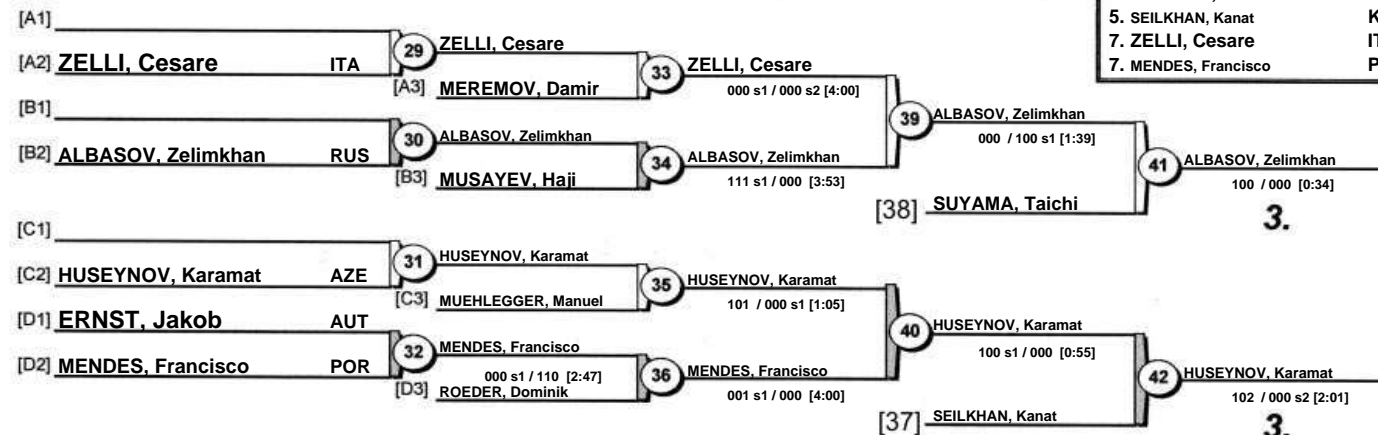 5. SEILKHAN, Kanat K
7. ZELLI, Cesare IT
7. MENDES, Francisco P
[A1]
[A2] ZELLI, Cesare ITA
29 ZELLI, Cesare
[A3] MEREMOV, Damir
33 ZELLI, Cesare
000 s1 / 000 s2 [4:00]
[B1]
[B2] ALBASOV, Zelimkhan RUS
30 ALBASOV, Zelimkhan
[B3] MUSAYEV, Haji
34 ALBASOV, Zelimkhan
111 s1 / 000 [3:53]
39 ALBASOV, Zelimkhan
000 / 100 s1 [1:39]
[38] SUYAMA, Taichi
41 ALBASOV, Zelimkhan
100 / 000 [0:34]
3.
[C1]
[C2] HUSEYNOV, Karamat AZE
31 HUSEYNOV, Karamat
[C3] MUEHLEGGER, Manuel
35 HUSEYNOV, Karamat
101 / 000 s1 [1:05]
[D1] ERNST, Jakob AUT
[D2] MENDES, Francisco POR
32 MENDES, Francisco
000 s1 / 110 [2:47]
[D3] ROEDER, Dominik
36 MENDES, Francisco
001 s1 / 000 [4:00]
40 HUSEYNOV, Karamat
100 s1 / 000 [0:55]
[37] SEILKHAN, Kanat
42 HUSEYNOV, Karamat
102 / 000 s2 [2:01]
3.